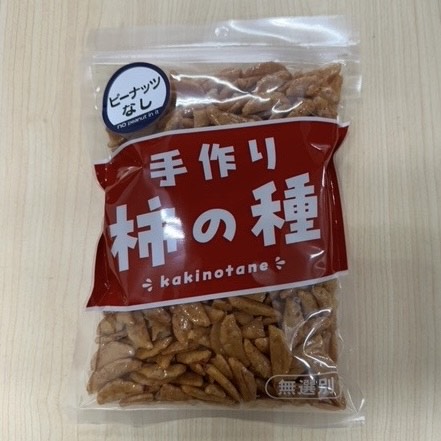 ピーナッツ
なし
NO peanut in it
手作り
柿の種
kakinotane
無選別